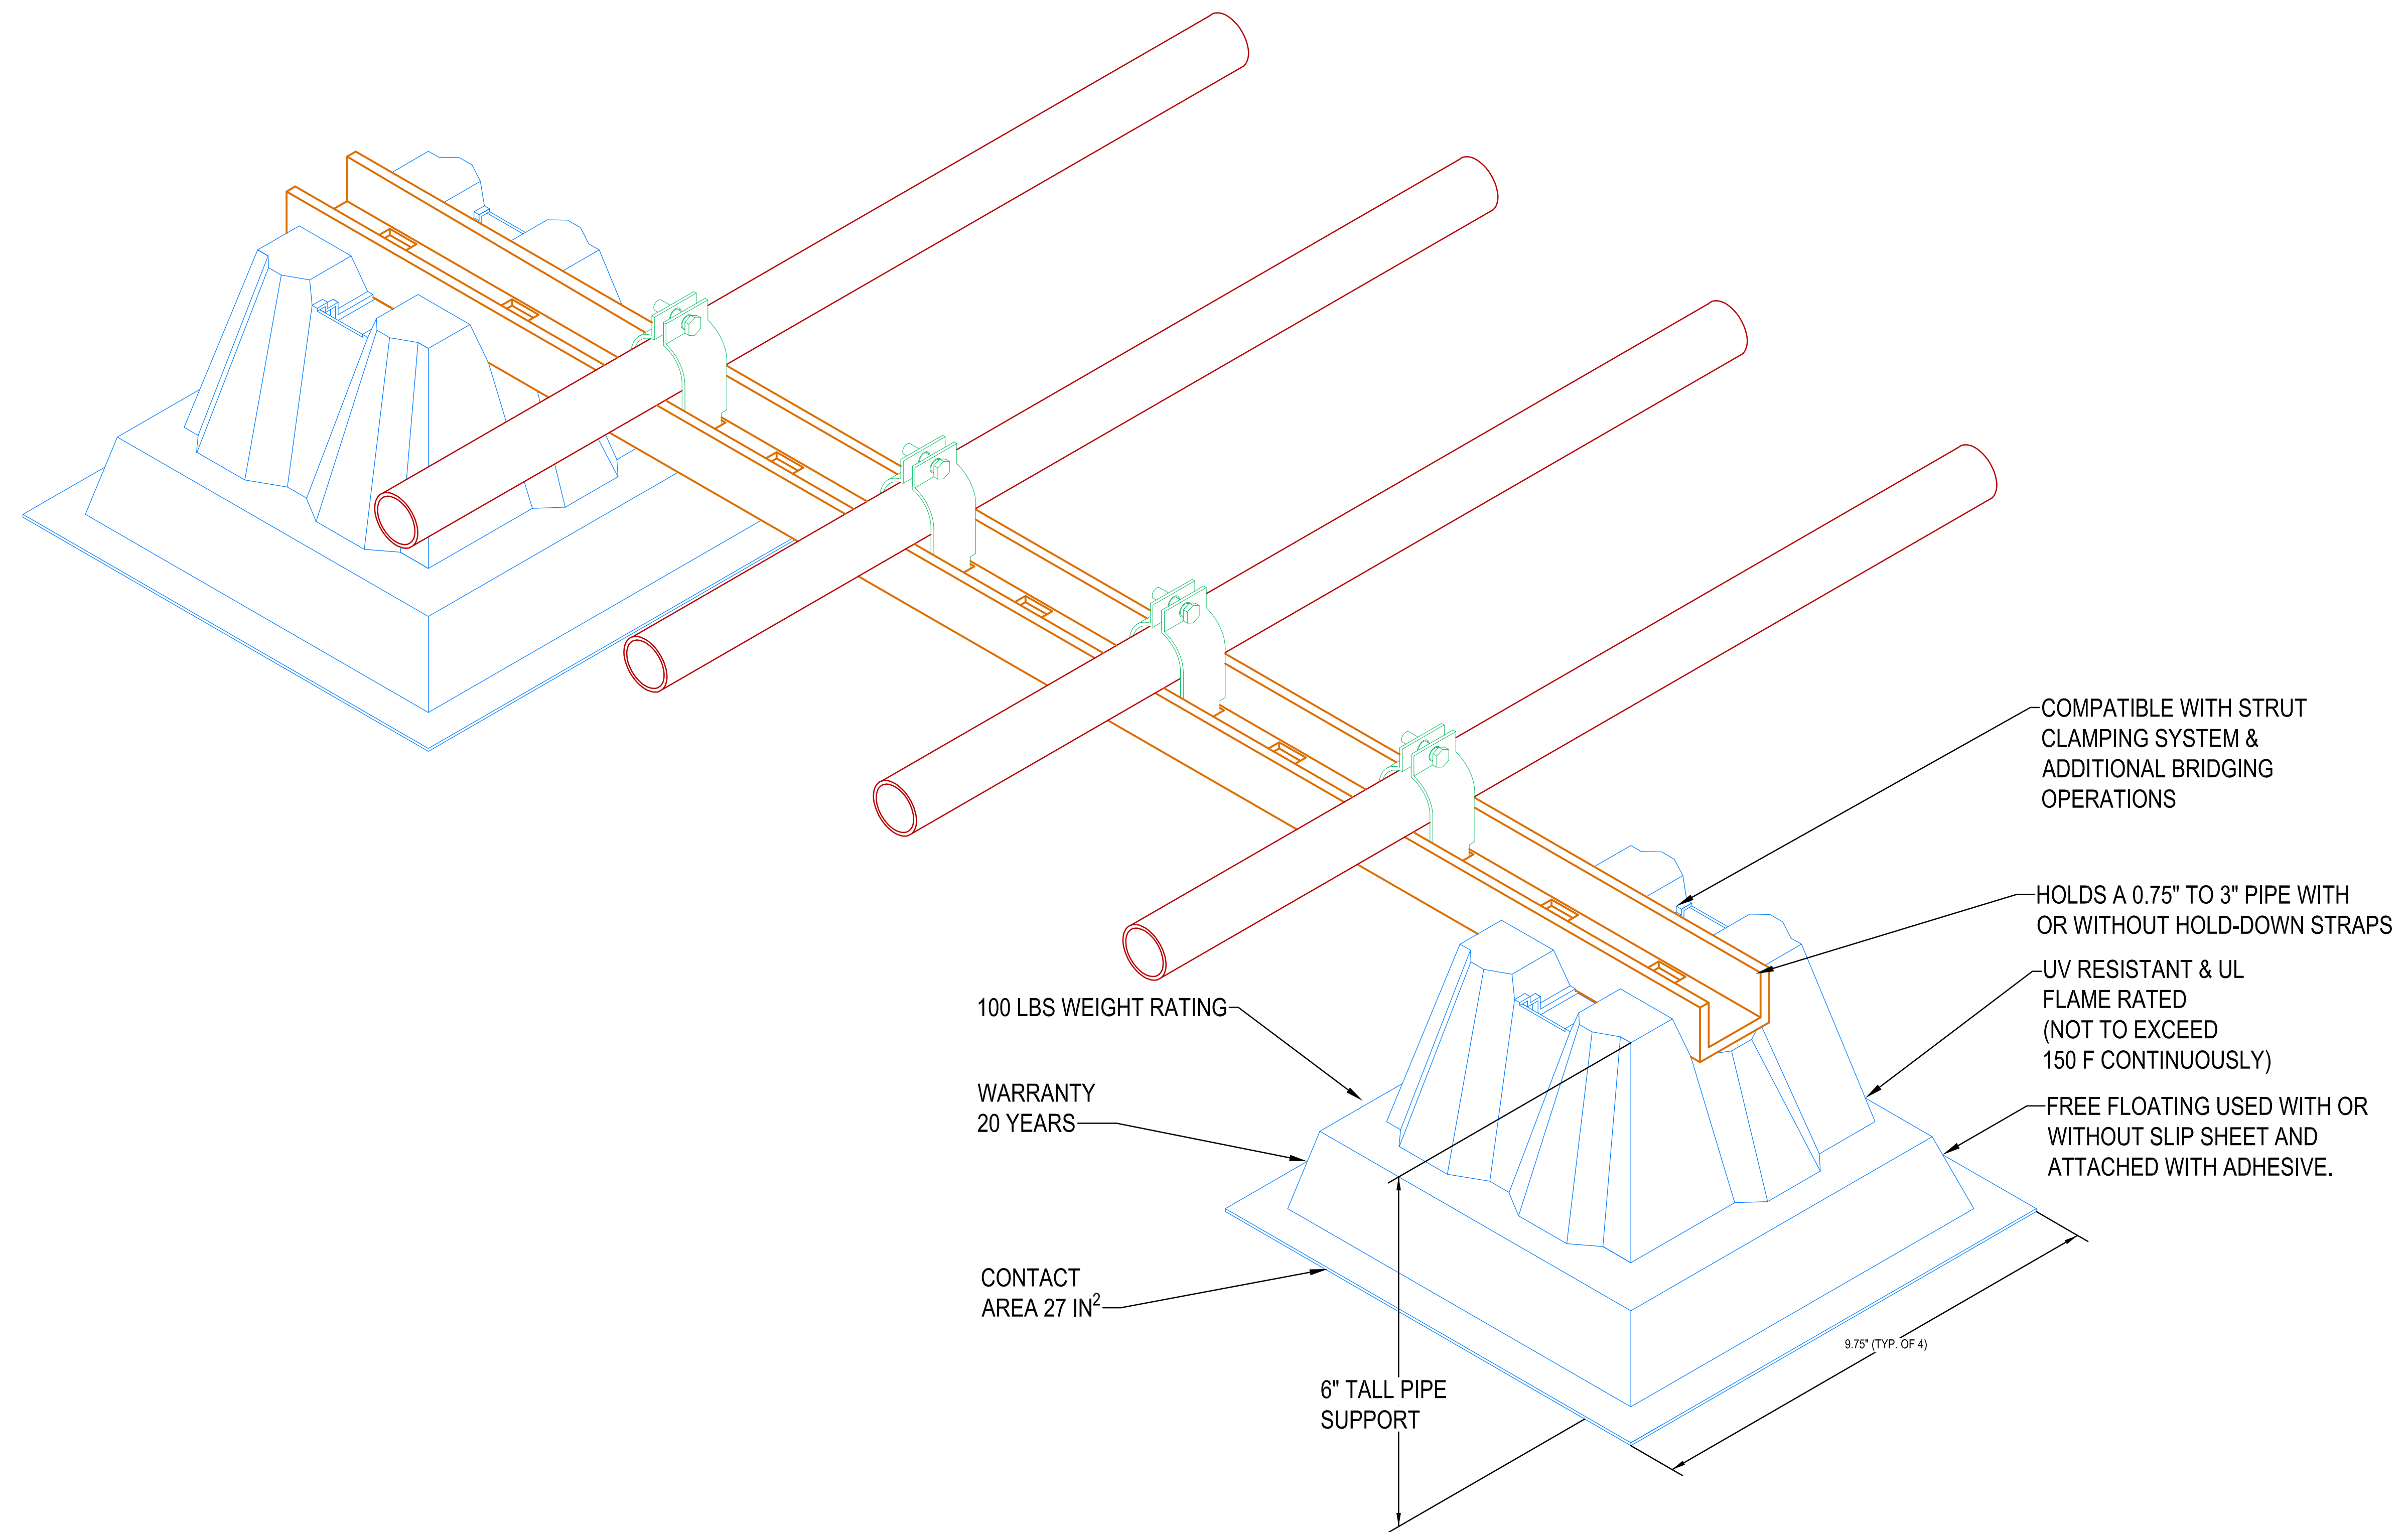 COMPATIBLE WITH STRUT
CLAMPING SYSTEM &
ADDITIONAL BRIDGING
OPERATIONS
HOLDS A 0.75" TO 3" PIPE WITH
OR WITHOUT HOLD-DOWN STRAPS
UV RESISTANT & UL
FLAME RATED
(NOT TO EXCEED
150 F CONTINUOUSLY)
FREE FLOATING USED WITH OR
WITHOUT SLIP SHEET AND
ATTACHED WITH ADHESIVE.
100 LBS WEIGHT RATING
WARRANTY
20 YEARS
CONTACT
AREA 27 IN²
6" TALL PIPE
SUPPORT
9.75" (TYP. OF 4)